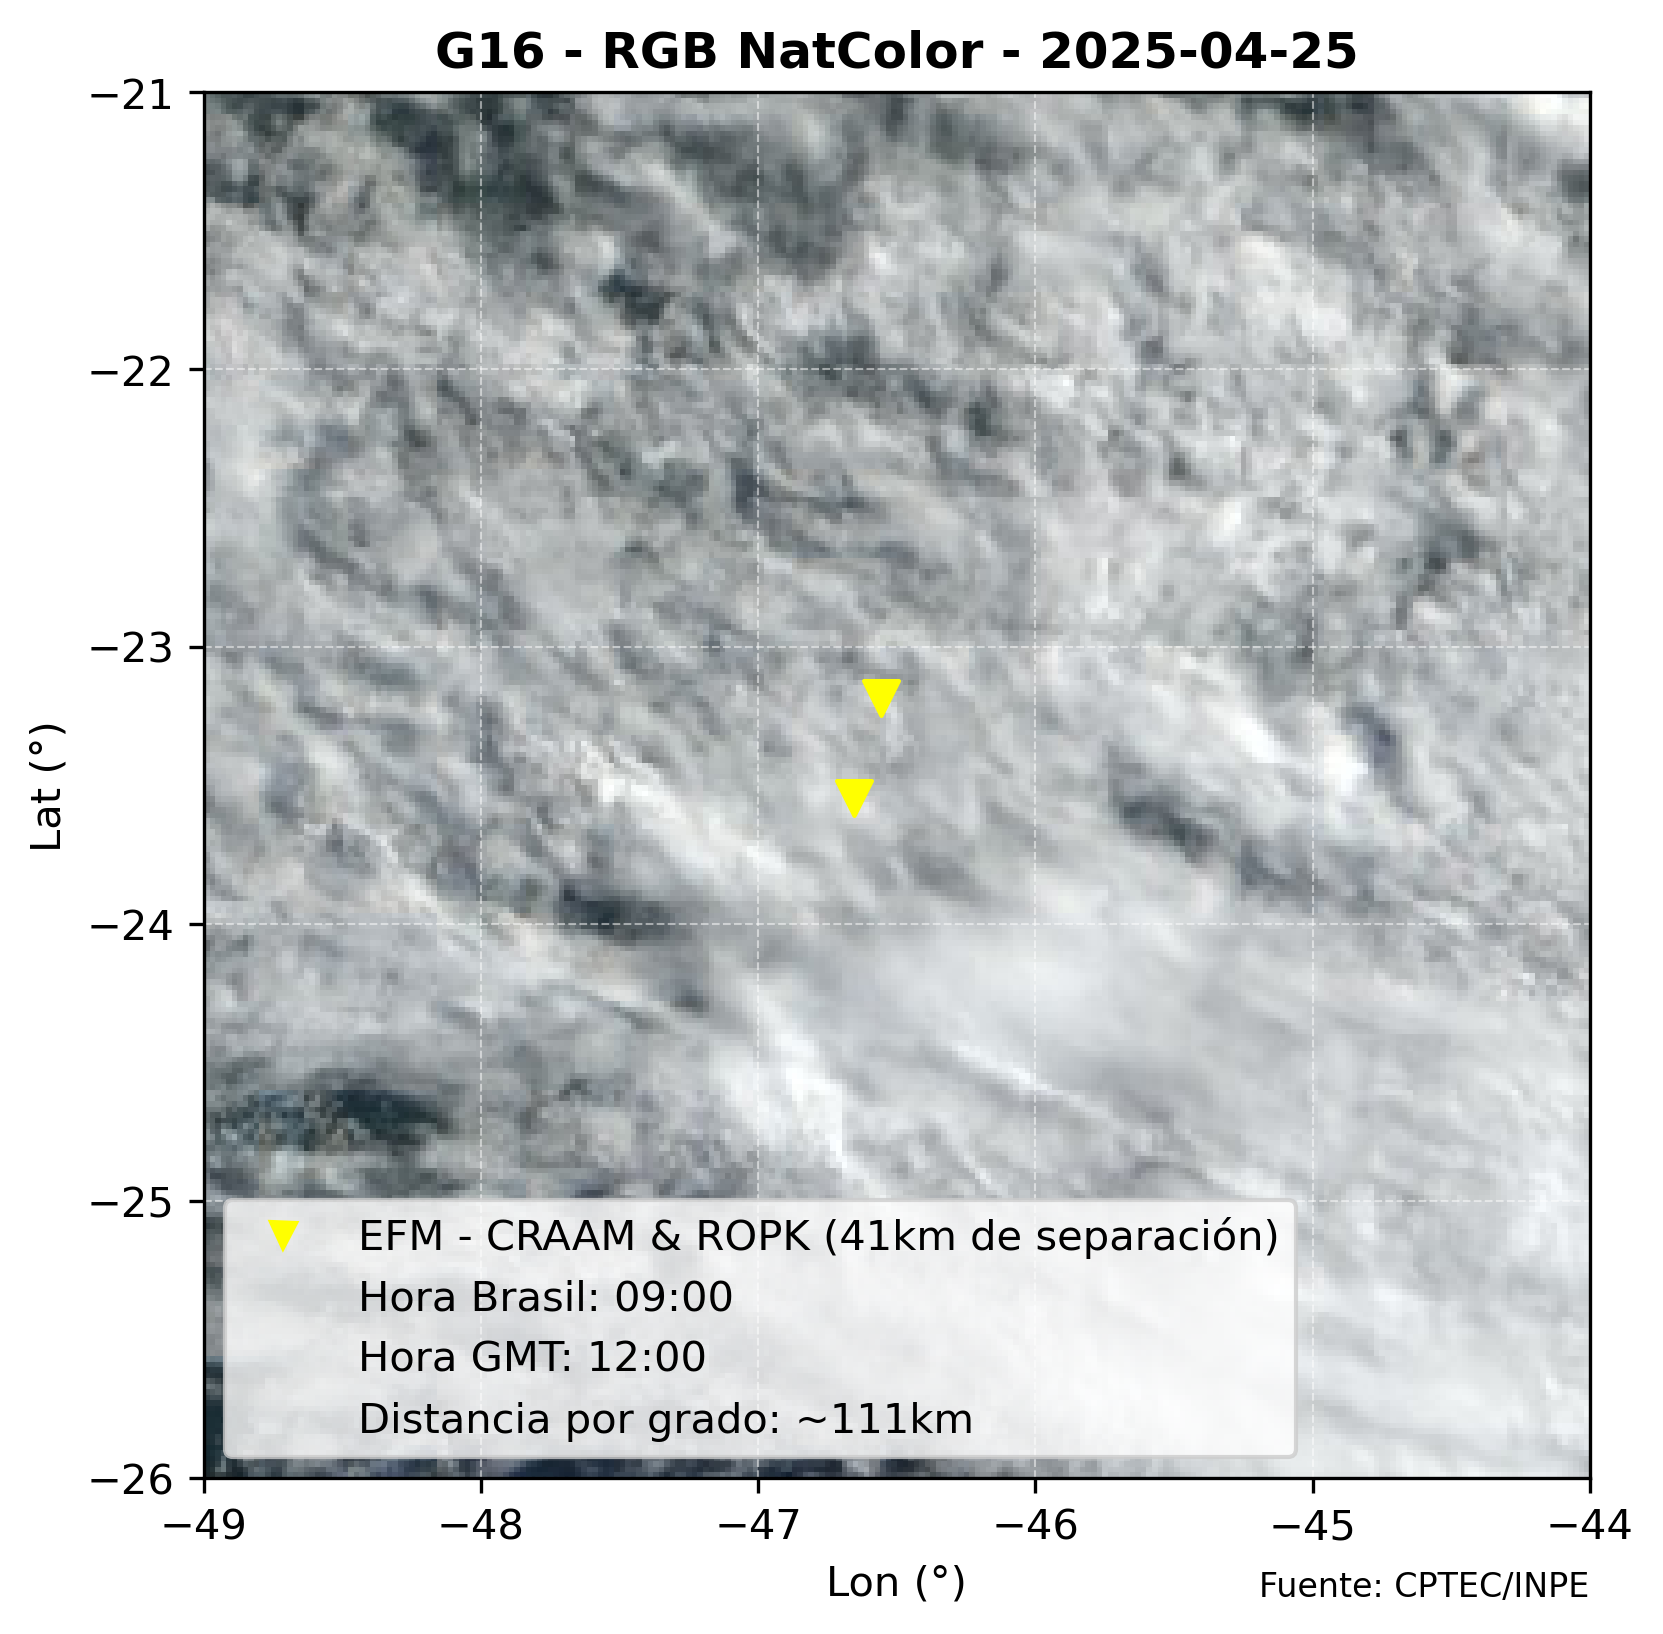 G16 - RGB NatColor - 2025-04-25
−21
−22
−23
−24
−25
−26
Lat (°)
EFM - CRAAM & ROPK (41km de separación)
Hora Brasil: 09:00
Hora GMT: 12:00
Distancia por grado: ~111km
−49 −48 −47 −46 −45 −44
Lon (°)
Fuente: CPTEC/INPE